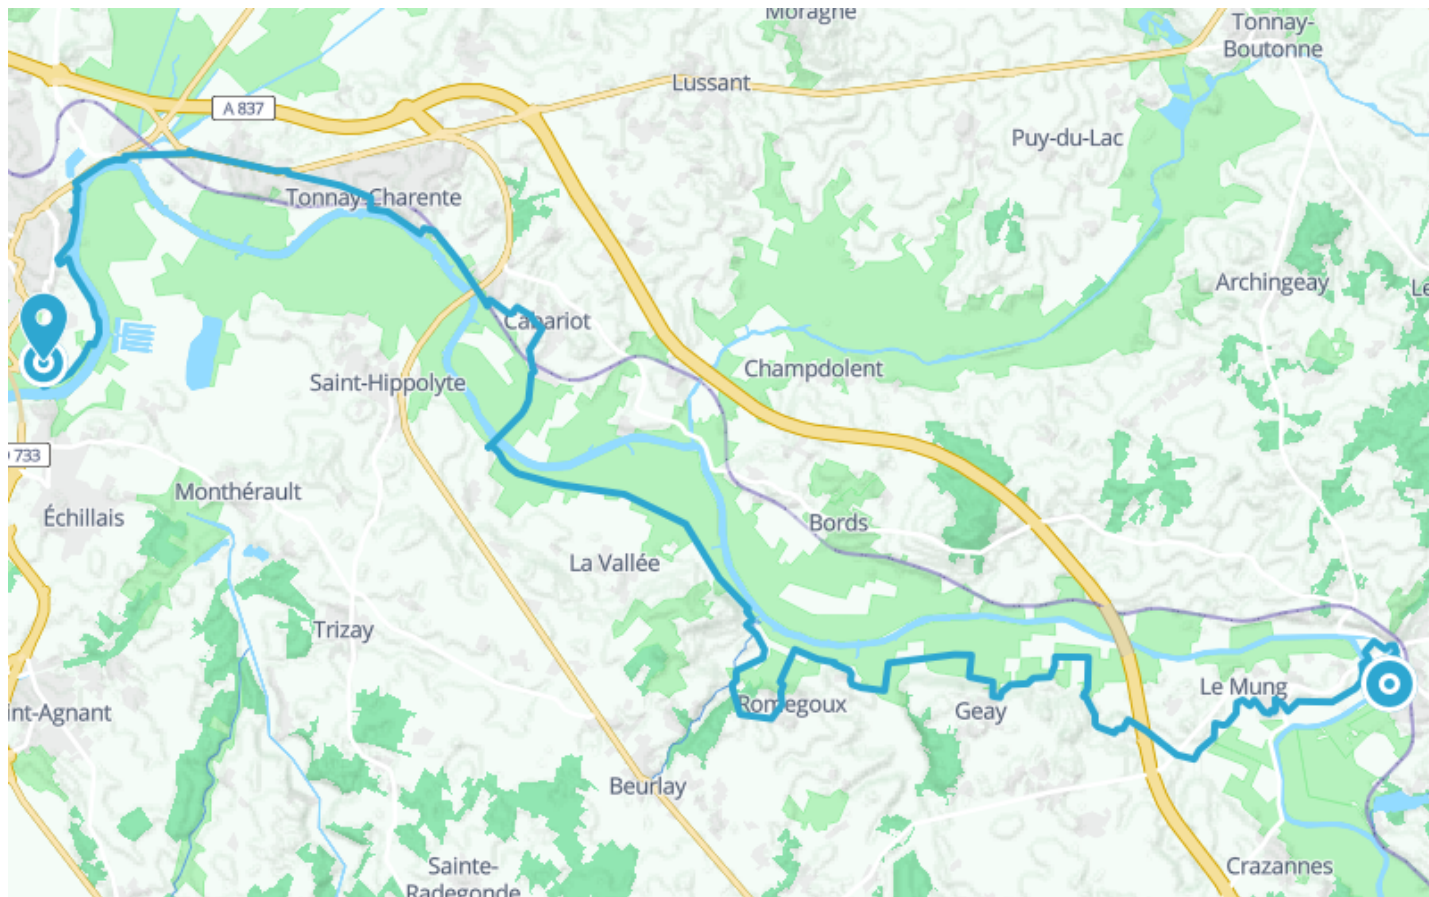 Moragne
Tonnay-
Boutonne
Lussant
A 837
Puy-du-Lac
Tonnay-Charente
Archingeay
Le
Cabariot
Champdolent
Saint-Hippolyte
733
Monthérault
Échillais
Bords
La Vallée
Trizay
Le Mung
Romegoux
Geay
int-Agnant
Beurlay
Sainte-
Radegonde
Crazannes